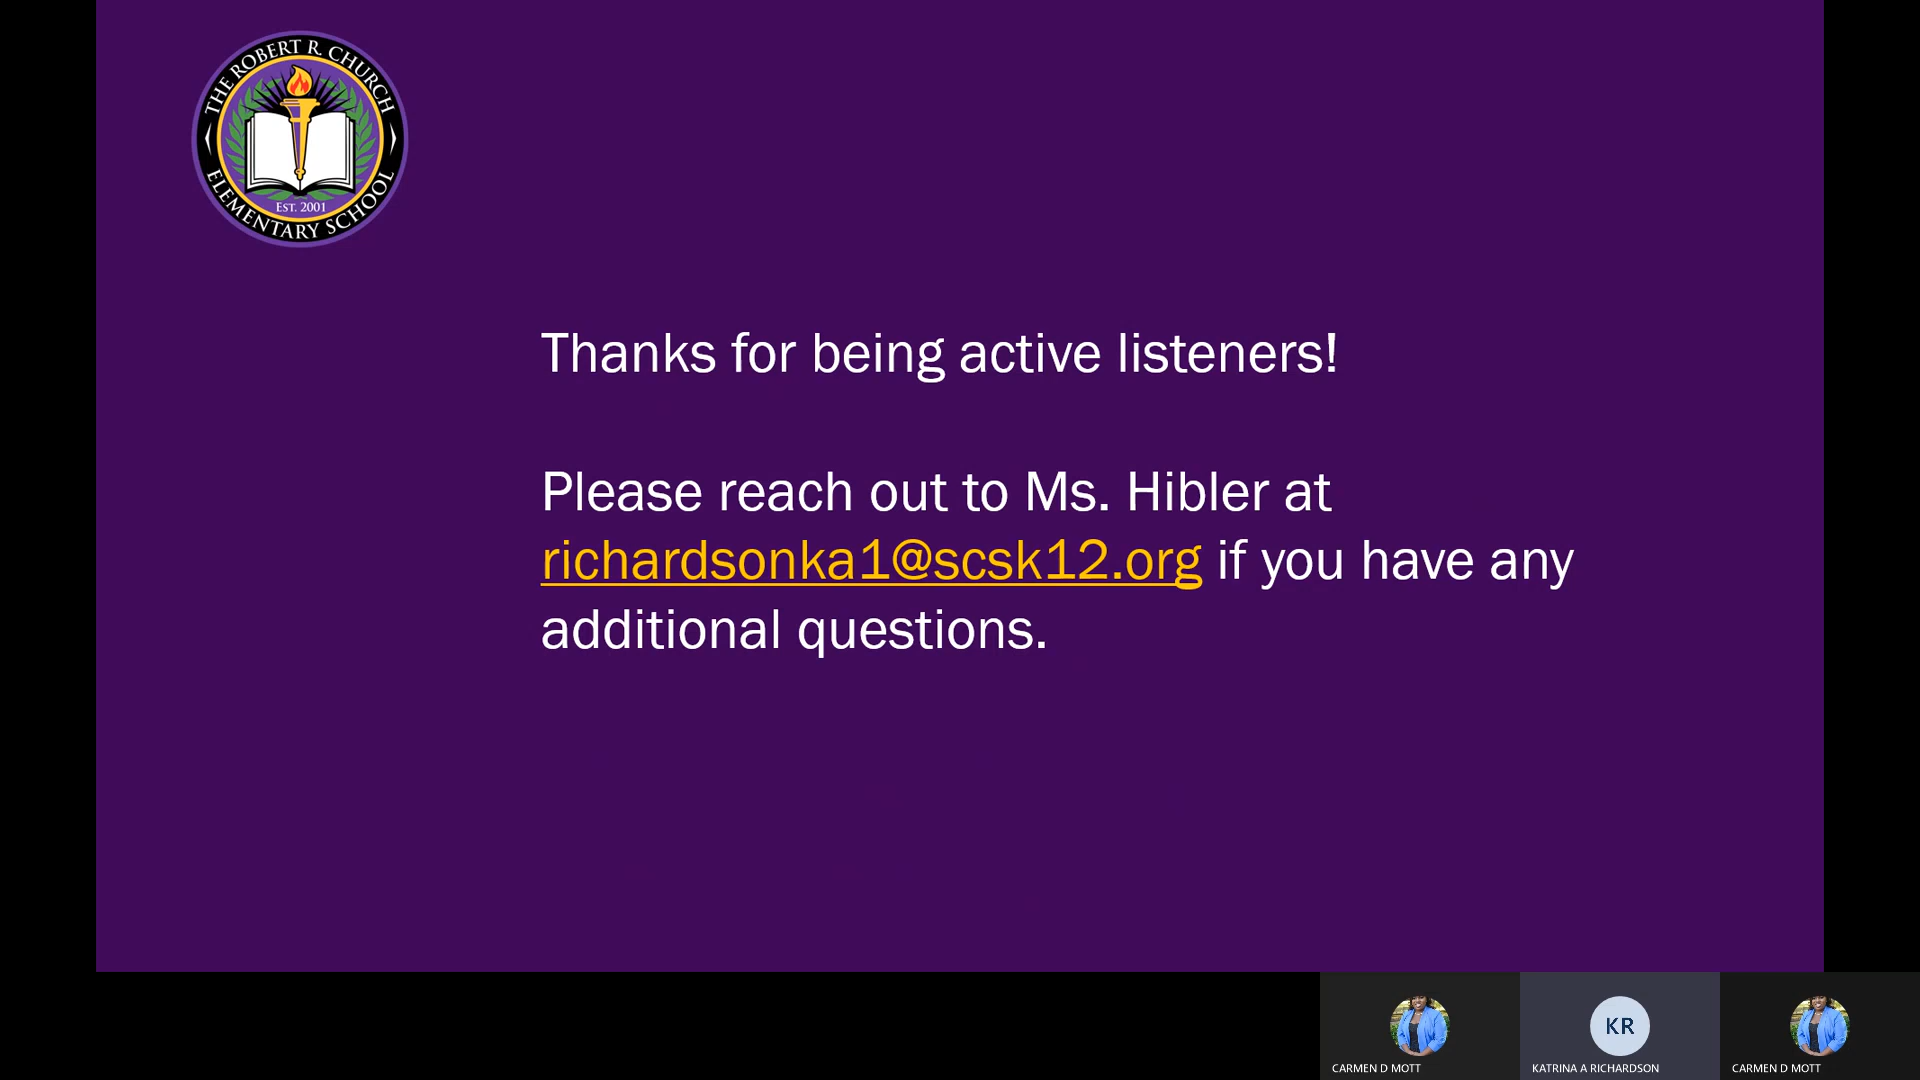 THE ROBERT R. CHURCH
EST. 2001
ELEMENTARY SCHOOL
Thanks for being active listeners!
Please reach out to Ms. Hibler at
richardsonka1@scsk12.org if you have any
additional questions.
KR
CARMEN D MOTT
KATRINA A RICHARDSON
CARMEN D MOTT